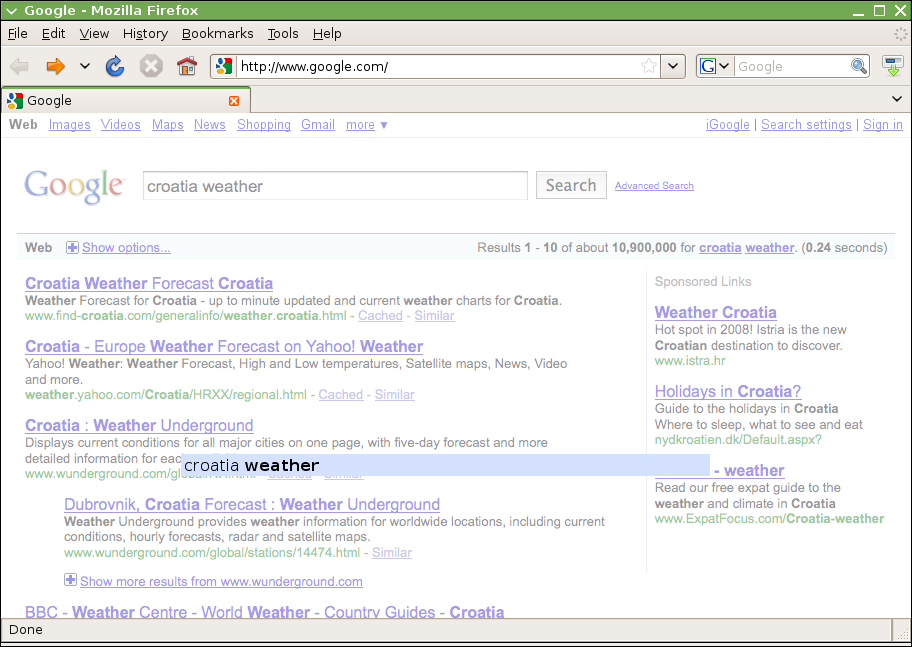 Google - Mozilla Firefox
File Edit View History Bookmarks Tools Help
http://www.google.com/ G Google
Google
Web Images Videos Maps News Shopping Gmail more ▼ iGoogle | Search settings | Sign in
Google croatia weather Search Advanced Search
Web Show options... Results 1 - 10 of about 10,900,000 for croatia weather. (0.24 seconds)
Croatia Weather Forecast Croatia
Weather Forecast for Croatia - up to minute updated and current weather charts for Croatia.
www.find-croatia.com/generalinfo/weather.croatia.html - Cached - Similar
Croatia - Europe Weather Forecast on Yahoo! Weather
Yahoo! Weather: Weather Forecast, High and Low temperatures, Satellite maps, News, Video
and more.
weather.yahoo.com/Croatia/HRXX/regional.html - Cached - Similar
Croatia : Weather Underground
Displays current conditions for all major cities on one page, with five-day forecast and more
detailed information for eac
croatia weather
www.wunderground.com/global/
Dubrovnik, Croatia Forecast : Weather Underground
Weather Underground provides weather information for worldwide locations, including current
conditions, hourly forecasts, radar and satellite maps.
www.wunderground.com/global/stations/14474.html - Similar
Show more results from www.wunderground.com
BBC - Weather Centre - World Weather - Country Guides - Croatia
Sponsored Links
Weather Croatia
Hot spot in 2008! Istria is the new
Croatian destination to discover.
www.istra.hr
Holidays in Croatia?
Guide to the holidays in Croatia
Where to sleep, what to see and eat
nydkroatien.dk/Default.aspx?
- weather
Read our free expat guide to the
weather and climate in Croatia
www.ExpatFocus.com/Croatia-weather
Done